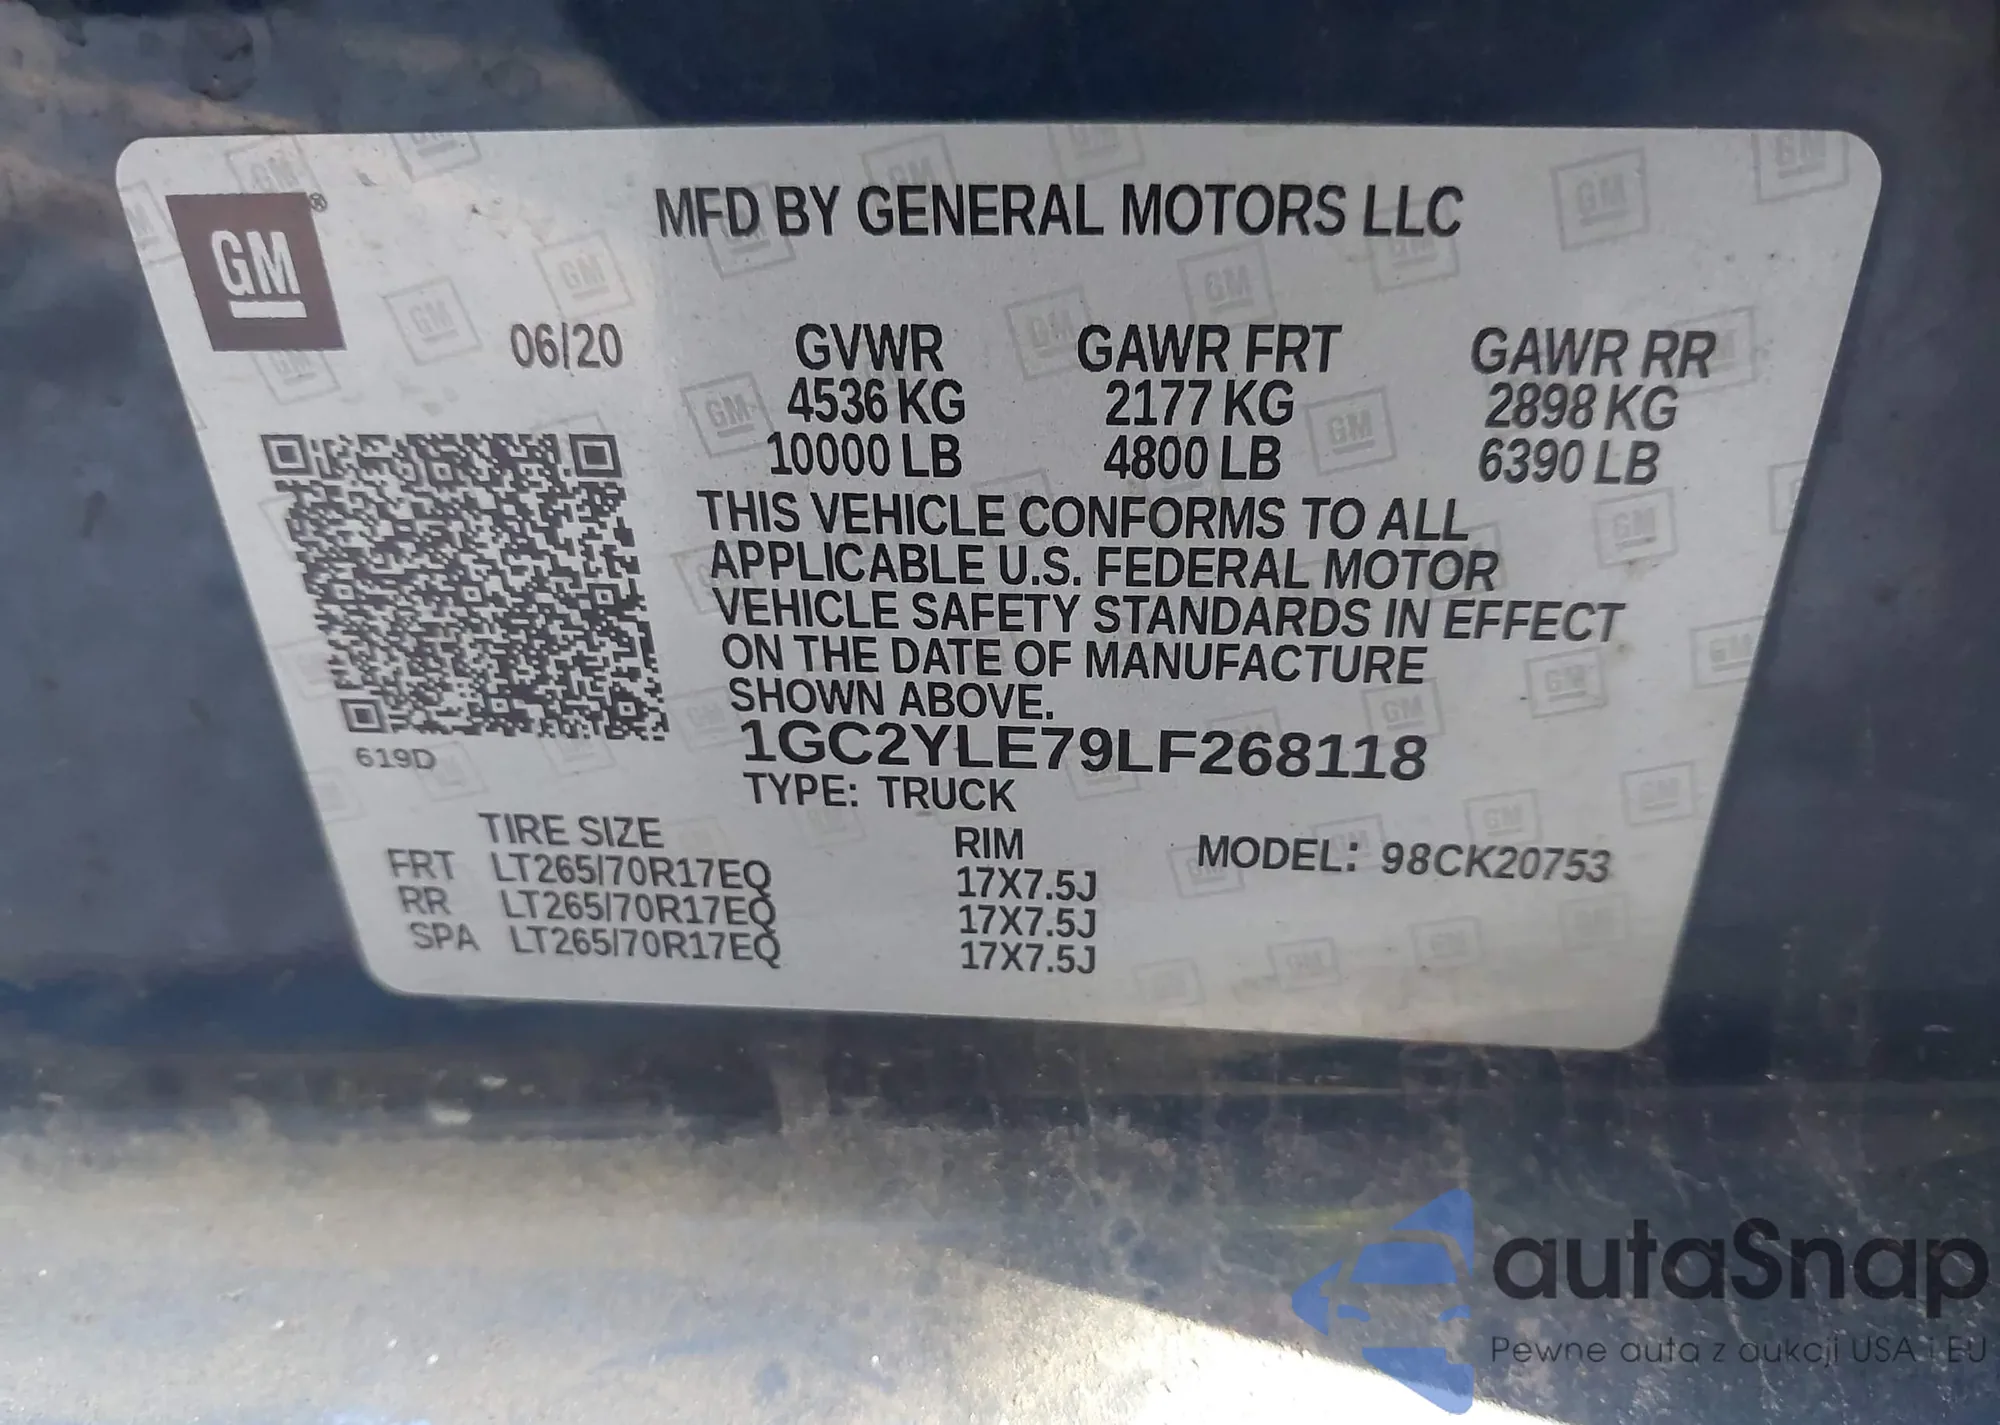 MFD BY GENERAL MOTORS LLC
GM®
06/20
GVWR GAWR FRT GAWR RR
4536 KG 2177 KG 2898 KG
10000 LB 4800 LB 6390 LB
THIS VEHICLE CONFORMS TO ALL
APPLICABLE U.S. FEDERAL MOTOR
VEHICLE SAFETY STANDARDS IN EFFECT
ON THE DATE OF MANUFACTURE
SHOWN ABOVE.
1GC2YLE79LF268118
619D
TYPE: TRUCK
TIRE SIZE RIM MODEL: 98CK20753
FRT LT265/70R17EQ 17X7.5J
RR LT265/70R17EQ 17X7.5J
SPA LT265/70R17EQ 17X7.5J
autaSnap
Pewne auta z aukcji USA i EU